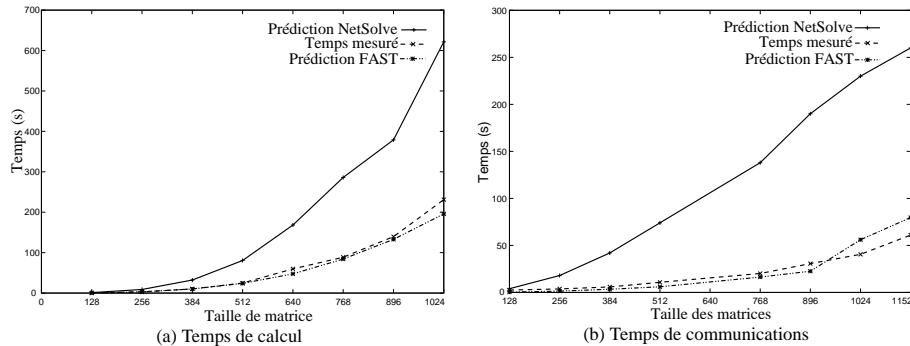 700
600
500
400
300
200
100
0
Temps (s)
Prédiction NetSolve
Temps mesuré
Prédiction FAST
0 128 256 384 512 640 768 896 1024
Taille de matrice
(a) Temps de calcul
300
250
200
150
100
50
0
Temps (s)
Prédiction NetSolve
Temps mesuré
Prédiction FAST
128 256 384 512 640 768 896 1024 1152
Taille des matrices
(b) Temps de communications